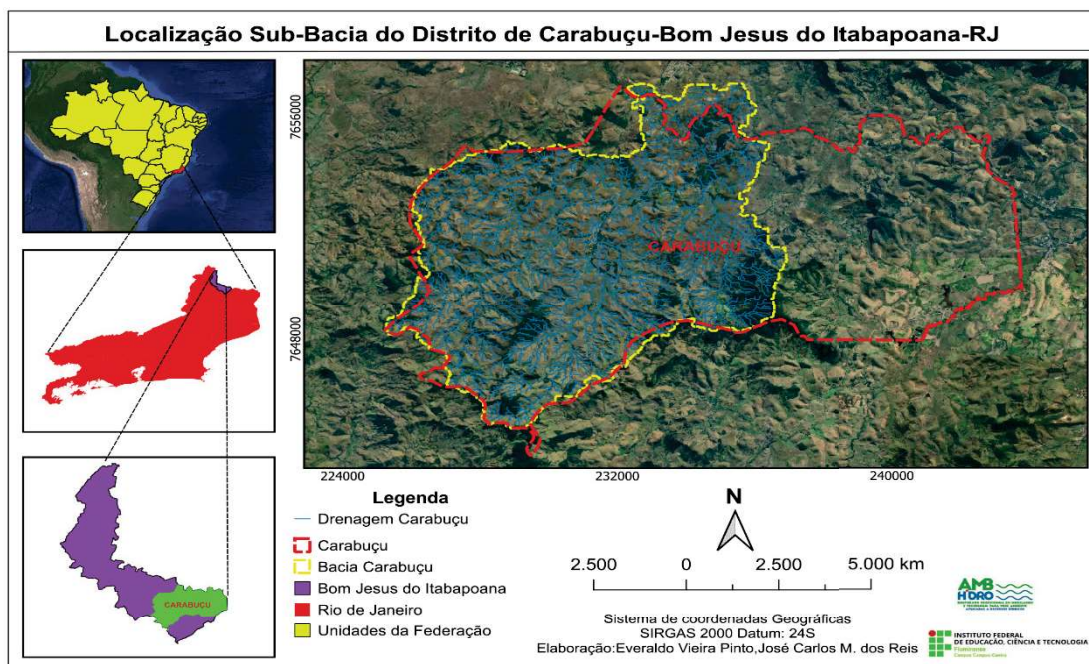 Localização Sub-Bacia do Distrito de Carabuçu-Bom Jesus do Itabapoana-RJ
7656000
7648000
CARABUÇU
224000
232000
240000
CARABUÇU
Legenda
Drenagem Carabuçu
Carabuçu
Bacia Carabuçu
Bom Jesus do Itabapoana
Rio de Janeiro
Unidades da Federação
N
2.500 0 2.500 5.000 km
Sistema de coordenadas Geográficas
SIRGAS 2000 Datum: 24S
Elaboração:Everaldo Vieira Pinto,José Carlos M. dos Reis
AMB
HIDRO
INSTITUTO FEDERAL
DE EDUCAÇÃO, CIÊNCIA E TECNOLOGIA
Fluminense